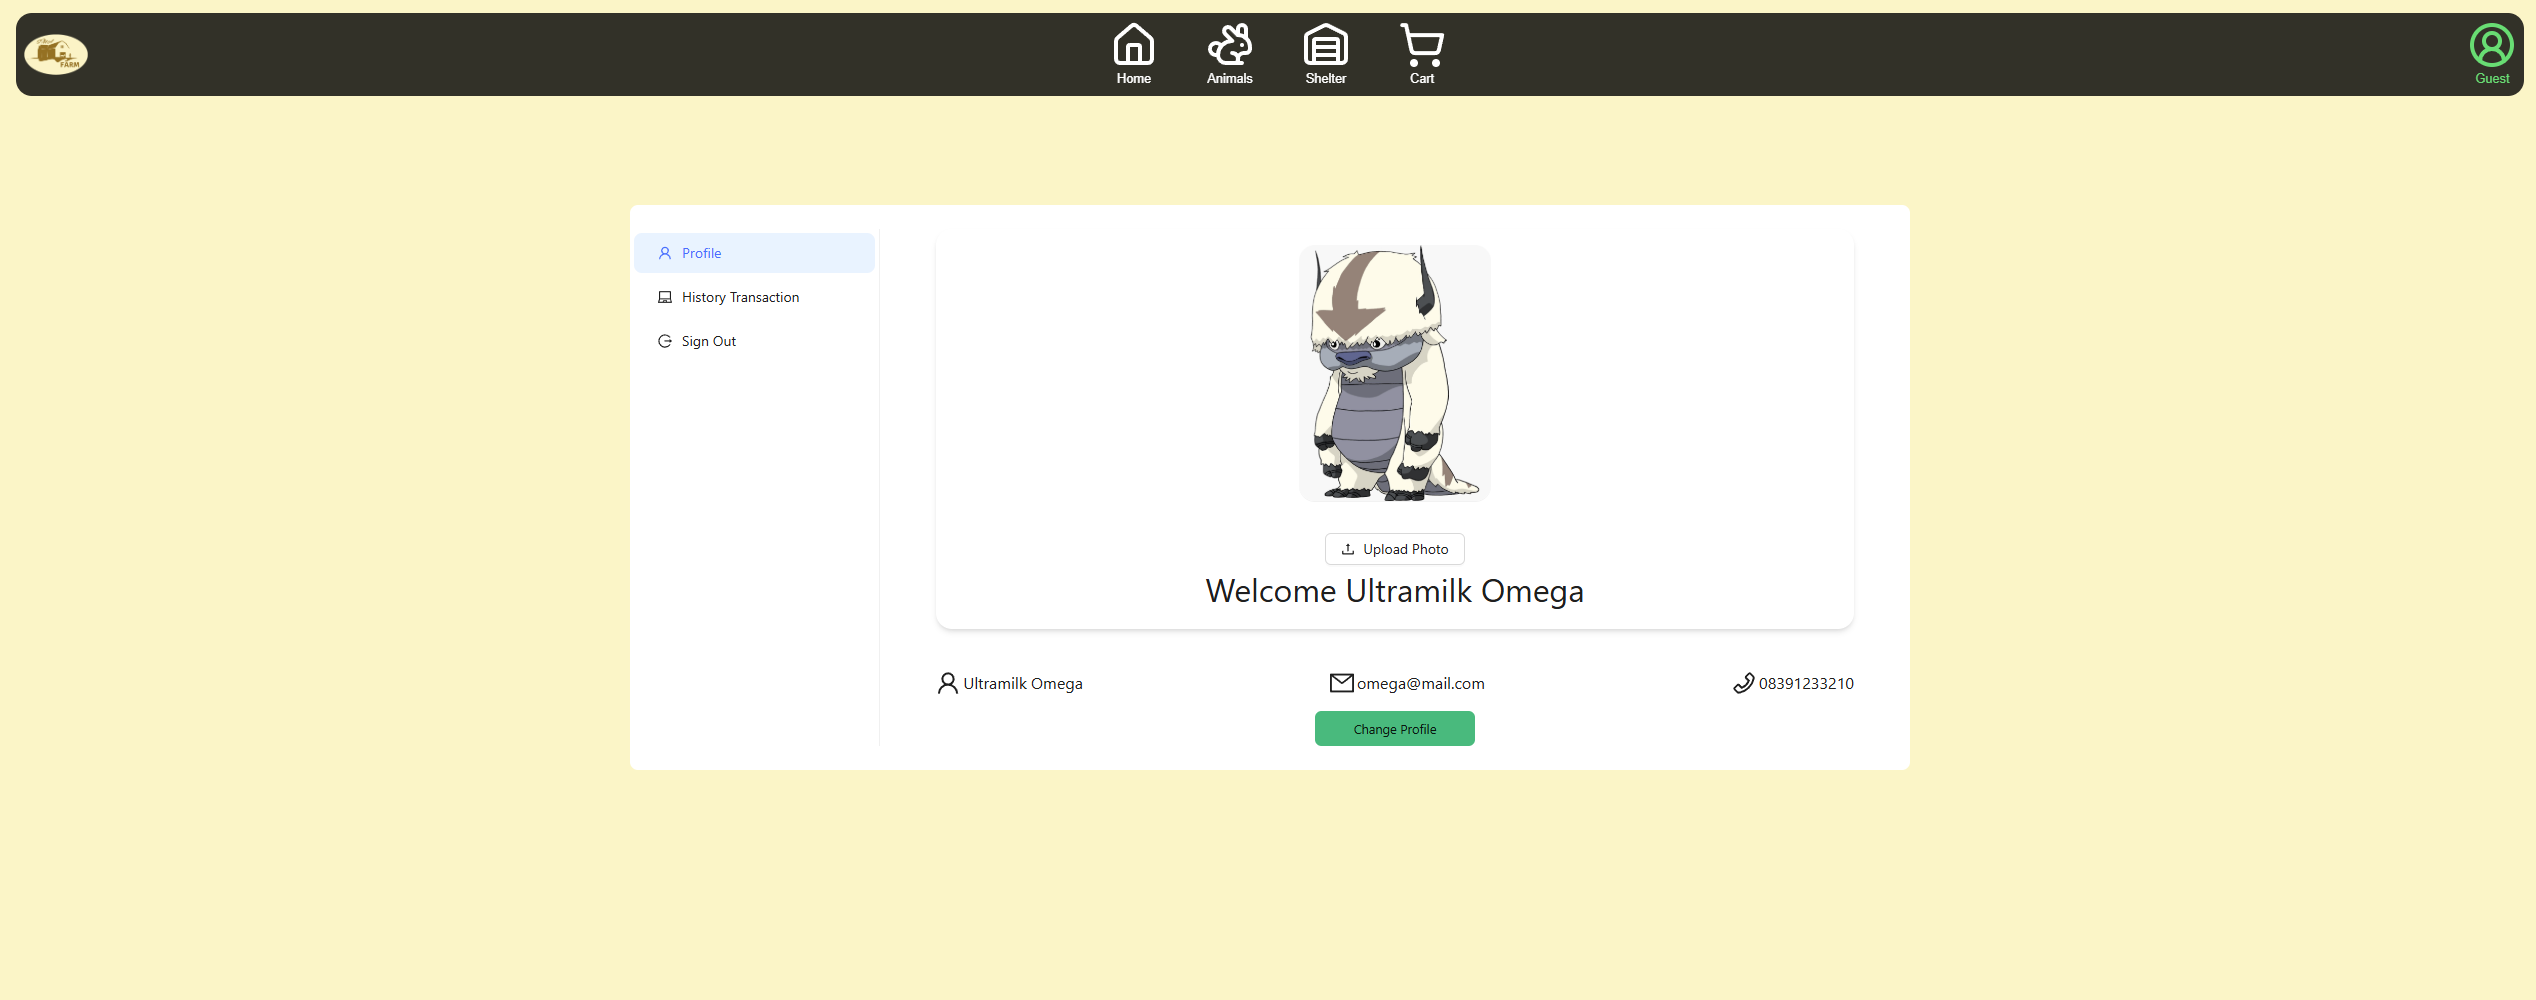 FARM
Home
Animals
Shelter
Cart
Guest
Profile
History Transaction
Sign Out
Upload Photo
Welcome Ultramilk Omega
Ultramilk Omega
omega@mail.com
08391233210
Change Profile